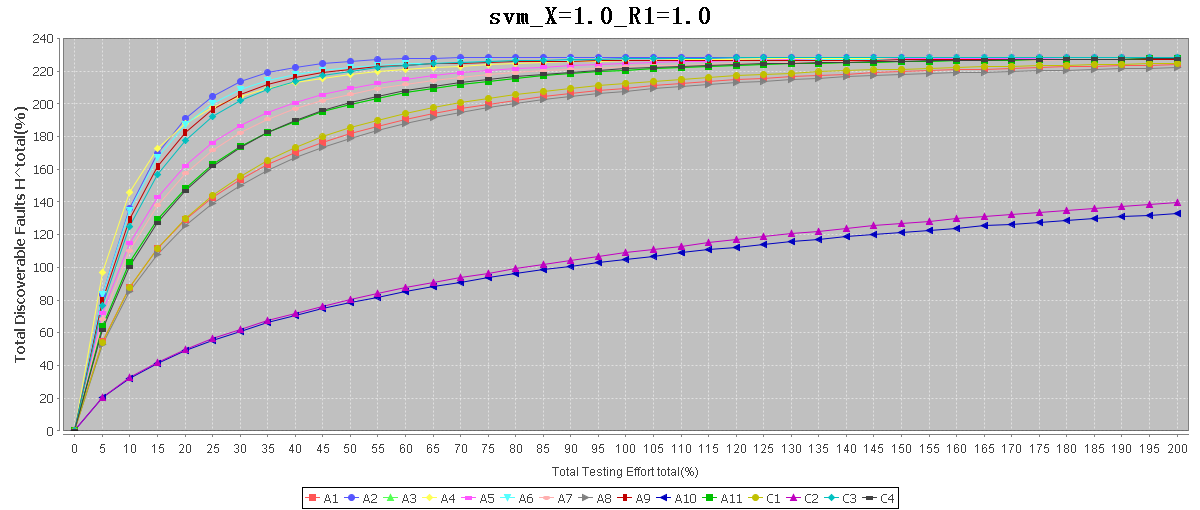 svm_X=1.0_R1=1.0
Total Discoverable Faults H^total(%)
240
220
200
180
160
140
120
100
80
60
40
20
0
0 5 10 15 20 25 30 35 40 45 50 55 60 65 70 75 80 85 90 95 100 105 110 115 120 125 130 135 140 145 150 155 160 165 170 175 180 185 190 195 200
Total Testing Effort total(%)
A1 A2 A3 A4 A5 A6 A7 A8 A9 A10 A11 C1 C2 C3 C4